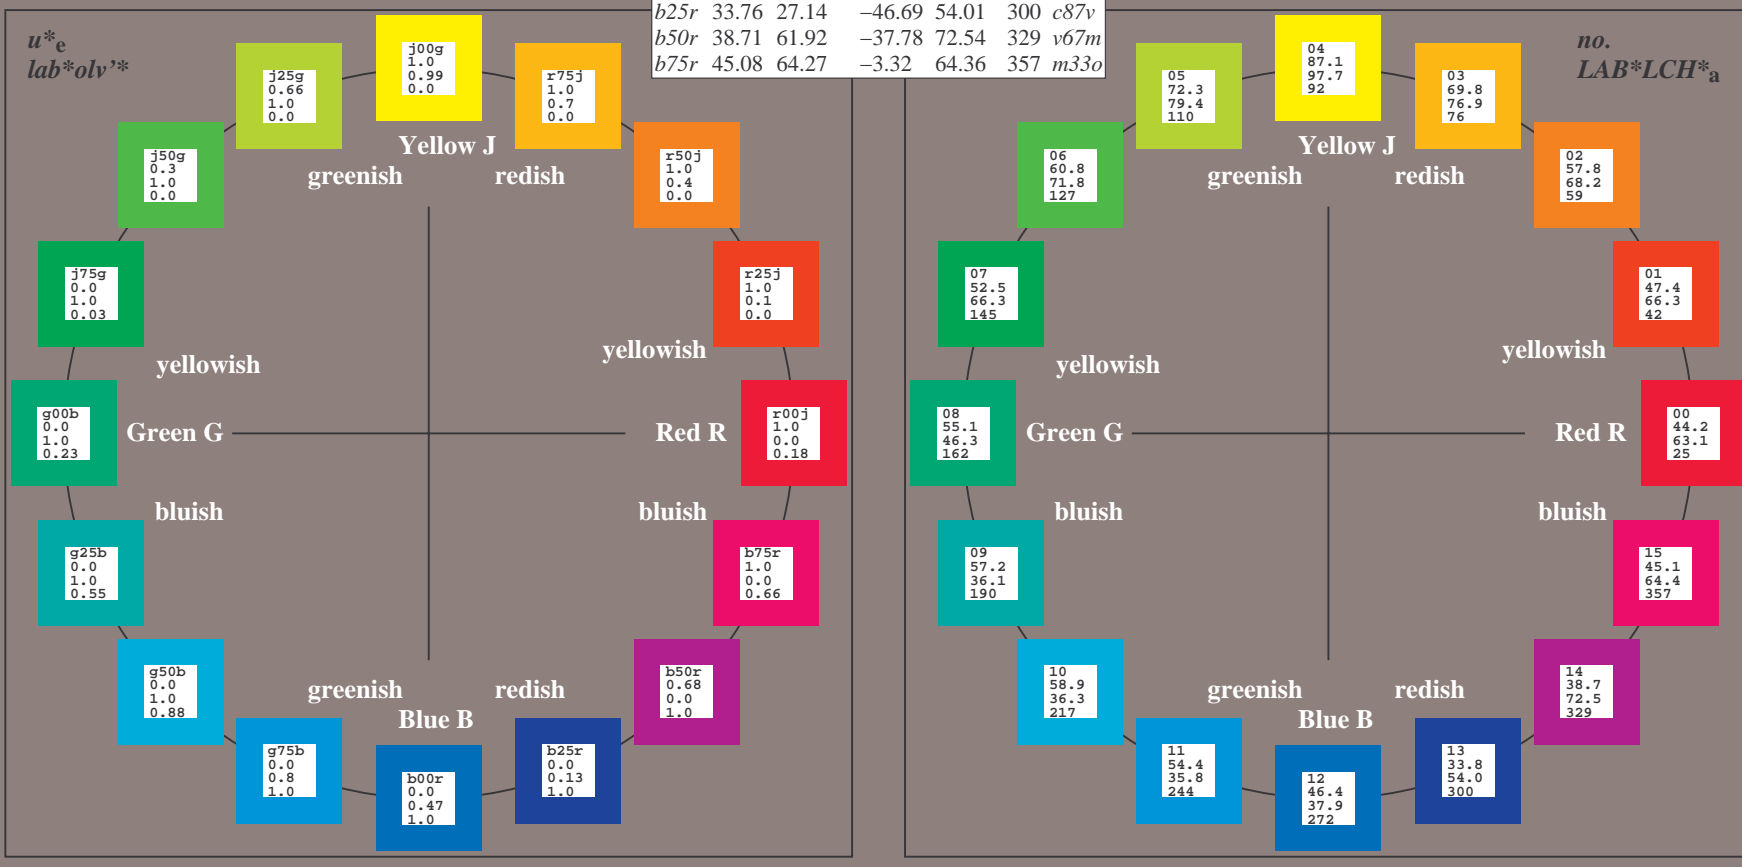 b25r 33.76 27.14 −46.69 54.01 300 c87v
b50r 38.71 61.92 −37.78 72.54 329 v67m
b75r 45.08 64.27 −3.32 64.36 357 m33o
u*e
lab*olv'*
j00g
1.0
0.99
0.0
j25g
0.66
1.0
0.0
r75j
1.0
0.7
0.0
j50g
0.3
1.0
0.0
r50j
1.0
0.4
0.0
Yellow J
greenish
redish
j75g
0.0
1.0
0.03
r25j
1.0
0.1
0.0
yellowish
yellowish
g00b
0.0
1.0
0.23
Green G
Red R
r00j
1.0
0.0
0.18
bluish
bluish
g25b
0.0
1.0
0.55
b75r
1.0
0.0
0.66
g50b
0.0
1.0
0.88
b50r
0.68
0.0
1.0
greenish
redish
Blue B
g75b
0.0
0.8
1.0
b00r
0.0
0.47
1.0
b25r
0.0
0.13
1.0
no.
LAB*LCH*a
04
87.1
97.7
92
05
72.3
79.4
110
03
69.8
76.9
76
06
60.8
71.8
127
02
57.8
68.2
59
Yellow J
greenish
redish
07
52.5
66.3
145
01
47.4
66.3
42
yellowish
yellowish
08
55.1
46.3
162
Green G
Red R
00
44.2
63.1
25
bluish
bluish
09
57.2
36.1
190
15
45.1
64.4
357
10
58.9
36.3
217
14
38.7
72.5
329
greenish
redish
Blue B
11
54.4
35.8
244
12
46.4
37.9
272
13
33.8
54.0
300